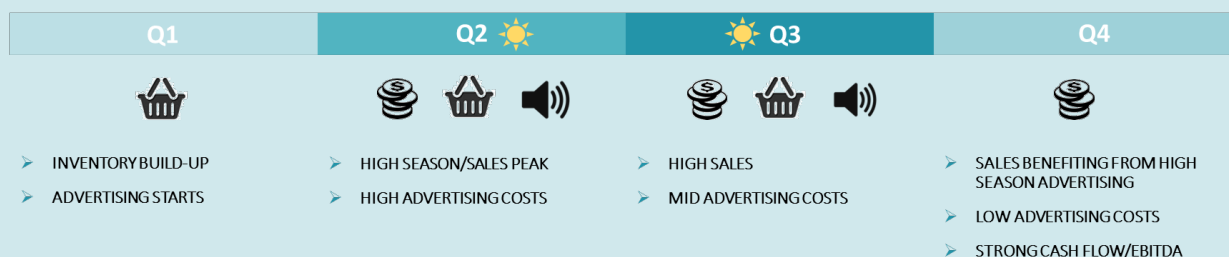 Q1
Q2
Q3
Q4
INVENTORY BUILD-UP
ADVERTISING STARTS
HIGH SEASON/SALES PEAK
HIGH ADVERTISING COSTS
HIGH SALES
MID ADVERTISING COSTS
SALES BENEFITING FROM HIGH
SEASON ADVERTISING
LOW ADVERTISING COSTS
STRONG CASH FLOW/EBITDA